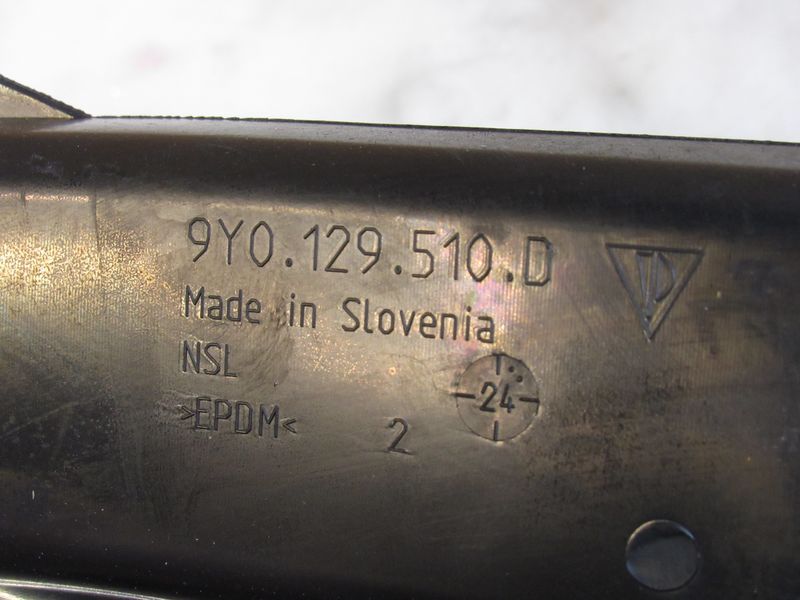 9Y0.129.510.D
Made in Slovenia
NSL
>EPDM<
2
24